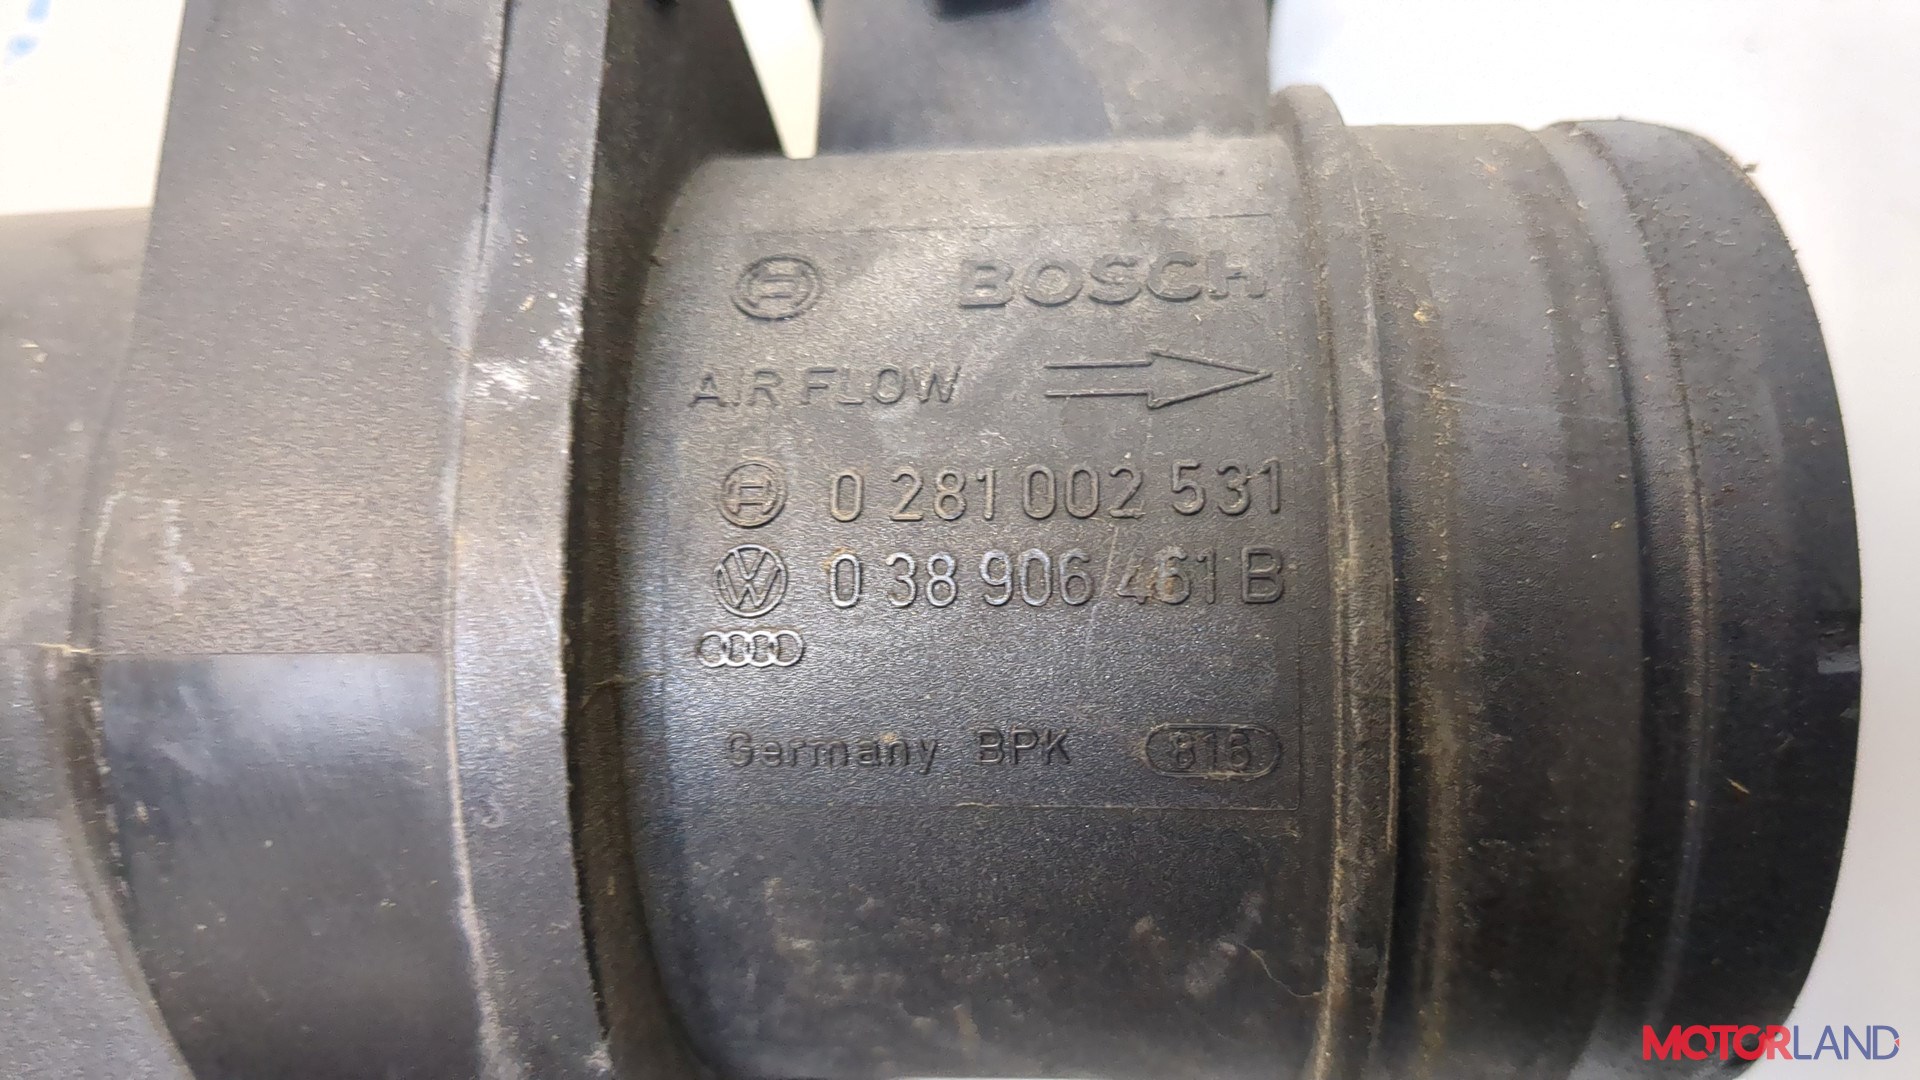 BOSCH
AIR FLOW
0 281 002 531
0 38 906 461 B
Germany BPK 816
MOTORLAND